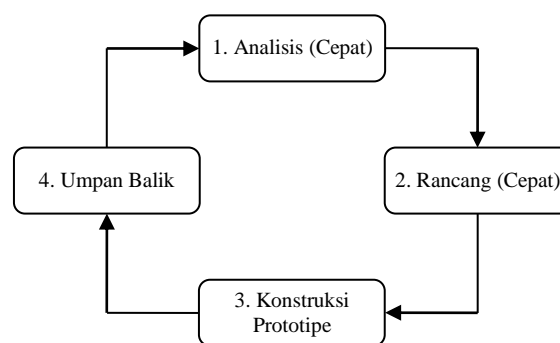 1. Analisis (Cepat)
2. Rancang (Cepat)
3. Konstruksi
Prototipe
4. Umpan Balik